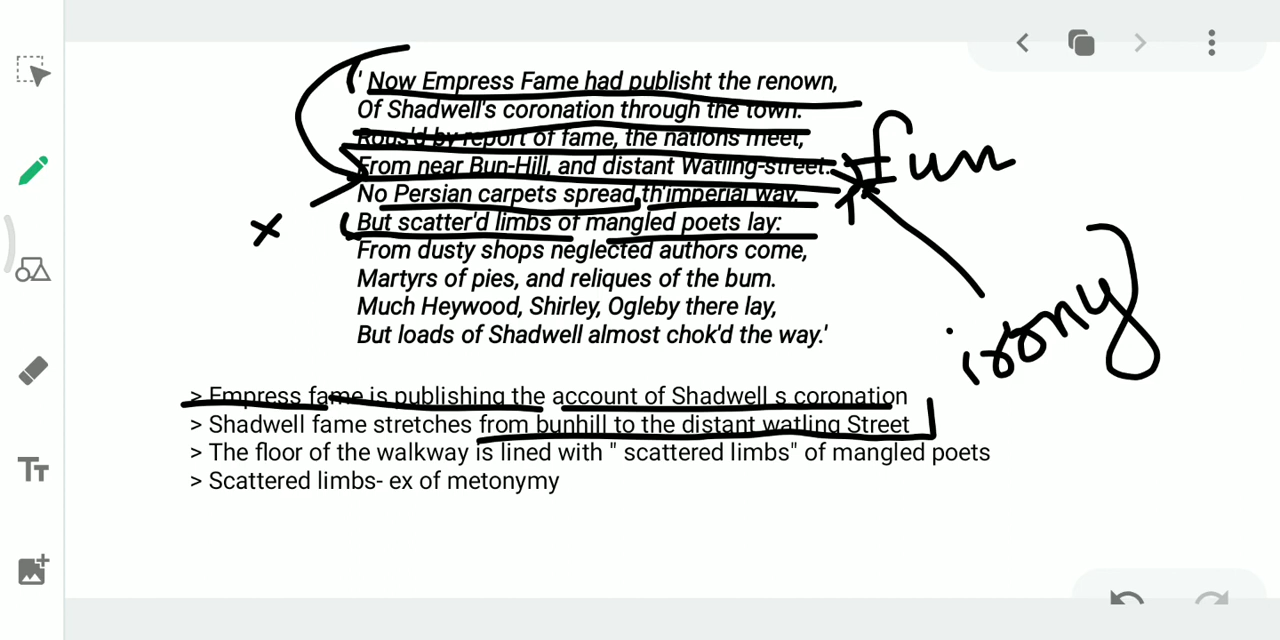 ' Now Empress Fame had publisht the renown,
Of Shadwell's coronation through the town.
Rous'd by report of fame, the nations meet,
From near Bun-Hill, and distant Watling-street.
No Persian carpets spread th'imperial way,
But scatter'd limbs of mangled poets lay:
From dusty shops neglected authors come,
Martyrs of pies, and reliques of the bum.
Much Heywood, Shirley, Ogleby there lay,
But loads of Shadwell almost chok'd the way.'
fun
irony
> Empress fame is publishing the account of Shadwell s coronation
> Shadwell fame stretches from bunhill to the distant watling Street
> The floor of the walkway is lined with " scattered limbs" of mangled poets
> Scattered limbs- ex of metonymy
TT